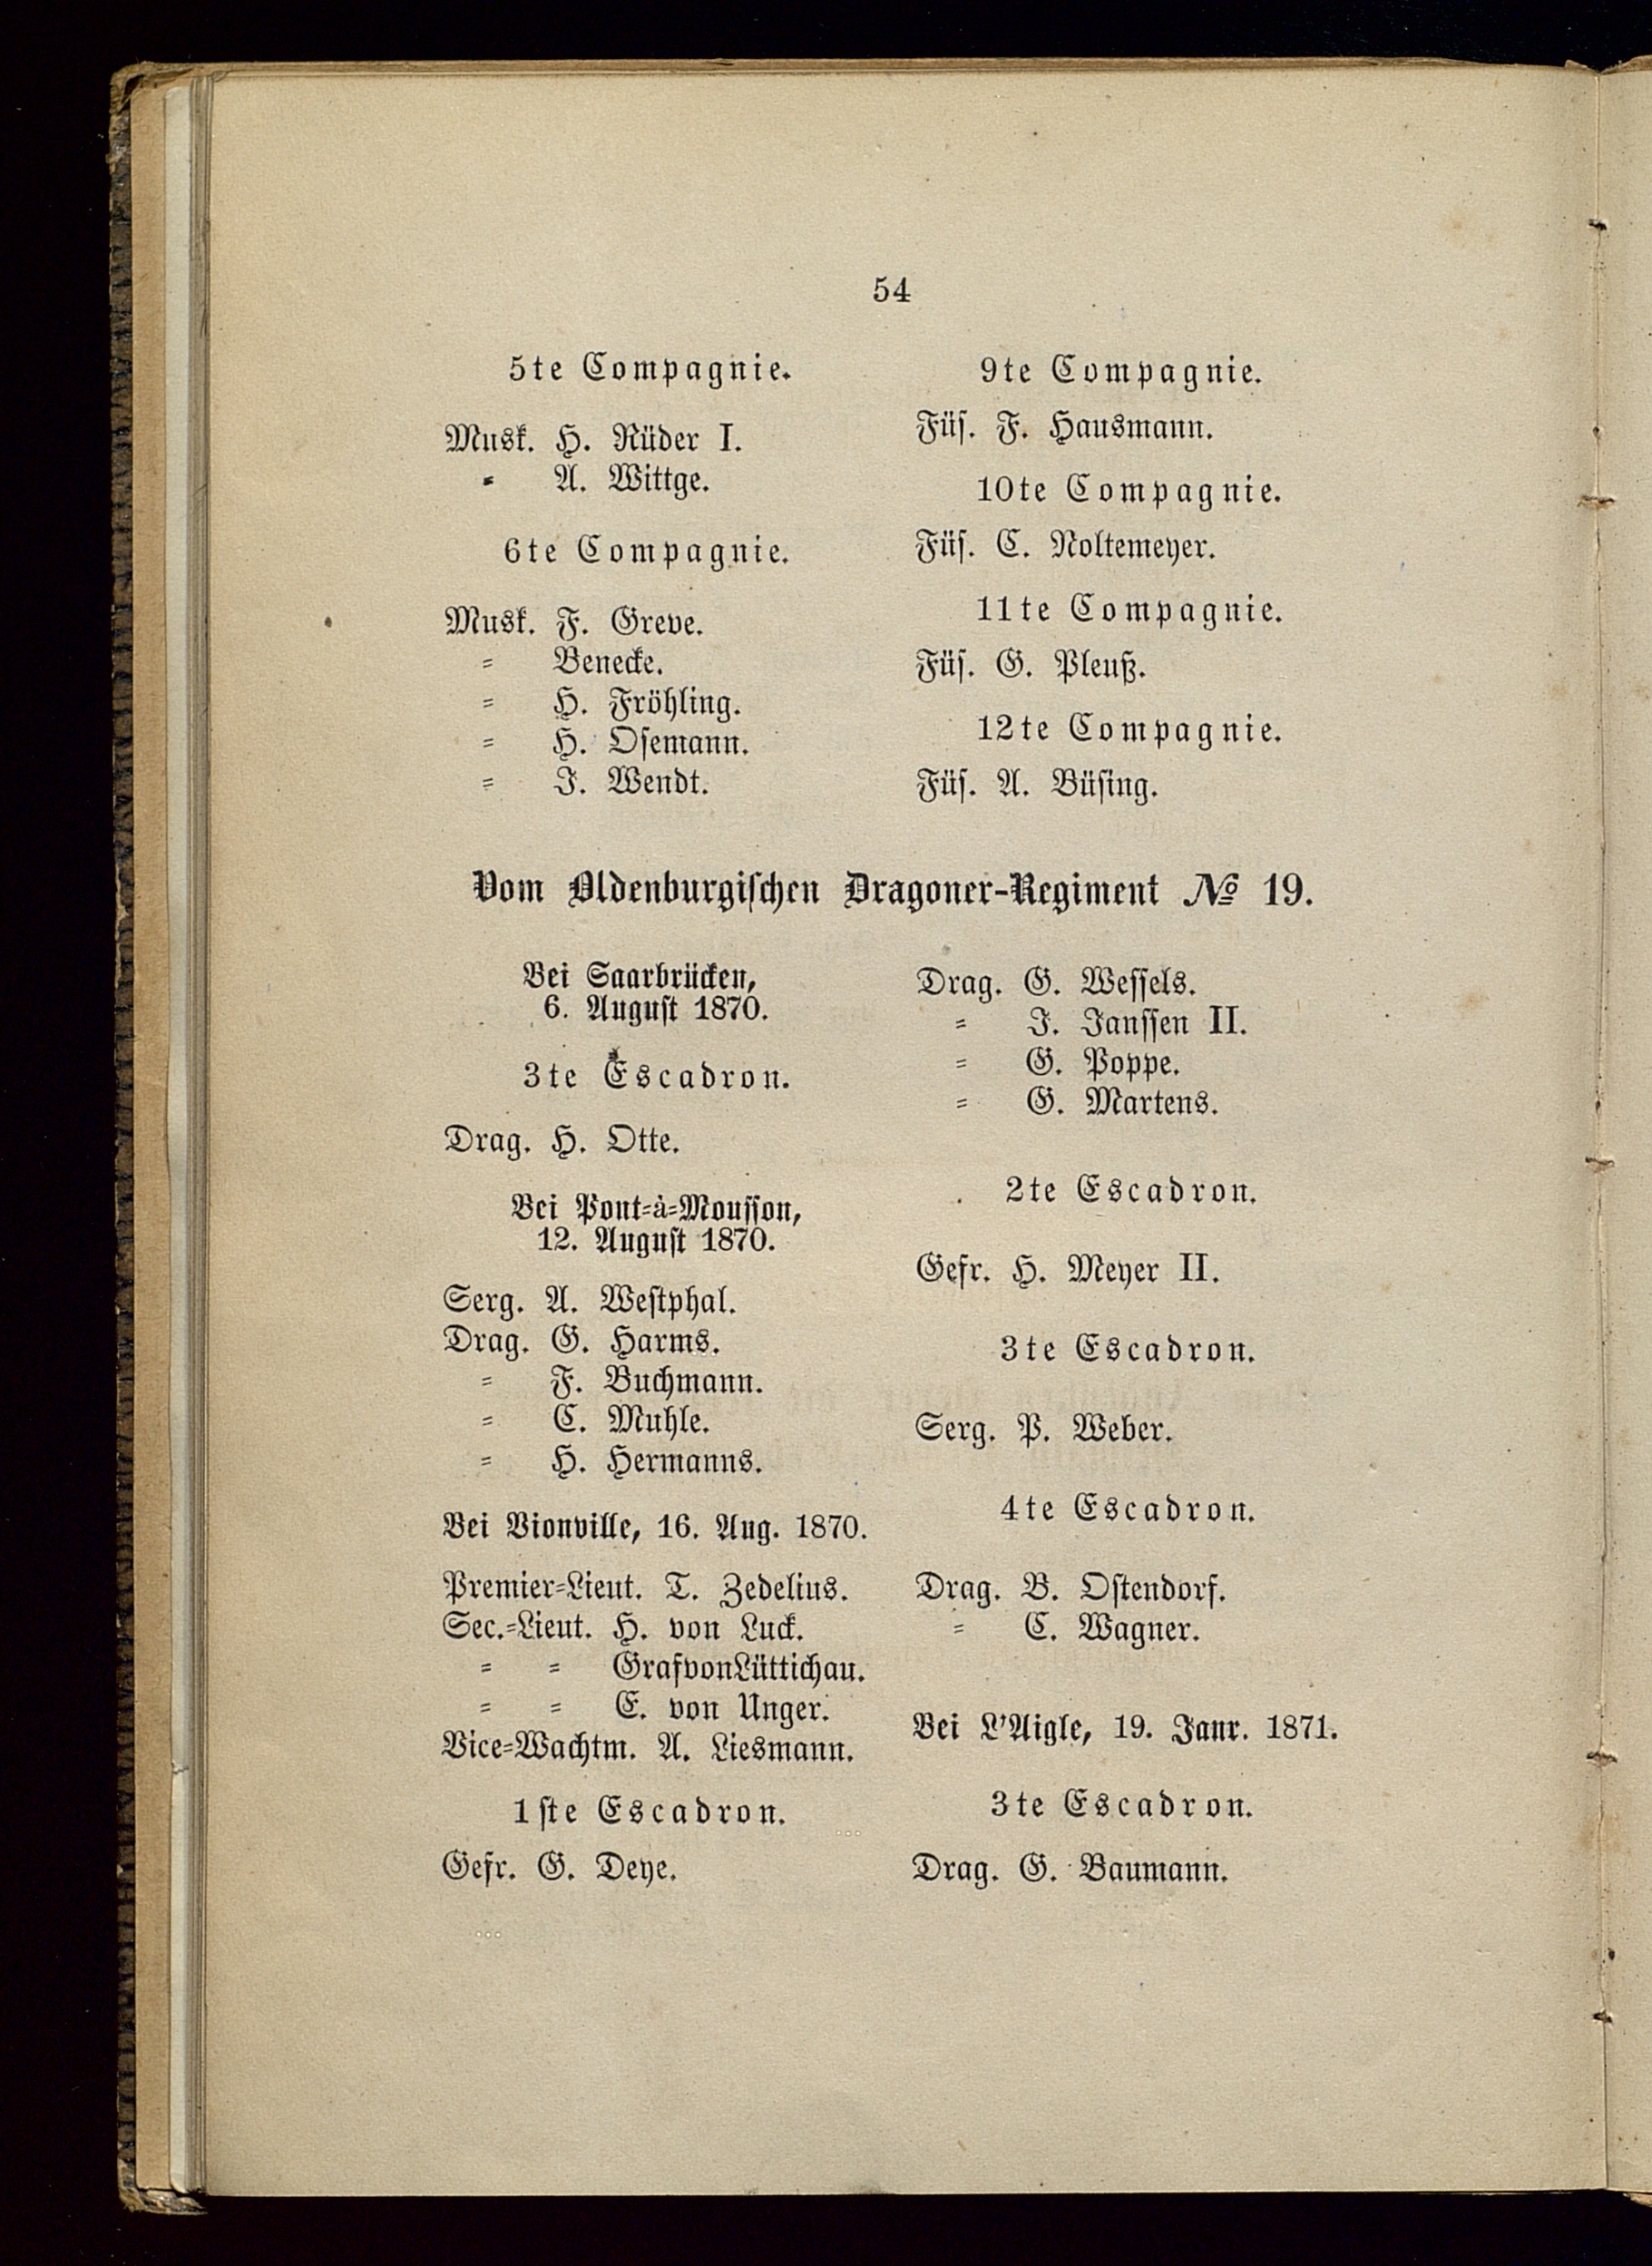 54
5te Compagnie.
Musk. H. Rüder I.
= A. Wittge.
6te Compagnie.
Musk. F. Greve.
= Benecke.
= H. Fröhling.
= H. Osemann.
= J. Wendt.
9te Compagnie.
Füs. F. Hausmann.
10te Compagnie.
Füs. C. Noltemeyer.
11te Compagnie.
Füs. G. Pleuß.
12te Compagnie.
Füs. A. Büsing.
Vom Oldenburgischen Dragoner-Regiment № 19.
Bei Saarbrücken,
6. August 1870.
3te Escadron.
Drag. H. Otte.
Bei Pont=à=Mousson,
12. August 1870.
Serg. A. Westphal.
Drag. G. Harms.
= F. Buchmann.
= C. Muhle.
= H. Hermanns.
Bei Vionville, 16. Aug. 1870.
Premier=Lieut. T. Zedelius.
Sec.=Lieut. H. von Luck.
= = Graf von Lüttichau.
= = E. von Unger.
Vice=Wachtm. A. Liesmann.
1ste Escadron.
Gefr. G. Deye.
Drag. G. Wessels.
= J. Janssen II.
= G. Poppe.
= G. Martens.
2te Escadron.
Gefr. H. Meyer II.
3te Escadron.
Serg. P. Weber.
4te Escadron.
Drag. B. Ostendorf.
= C. Wagner.
Bei L'Aigle, 19. Janr. 1871.
3te Escadron.
Drag. G. Baumann.